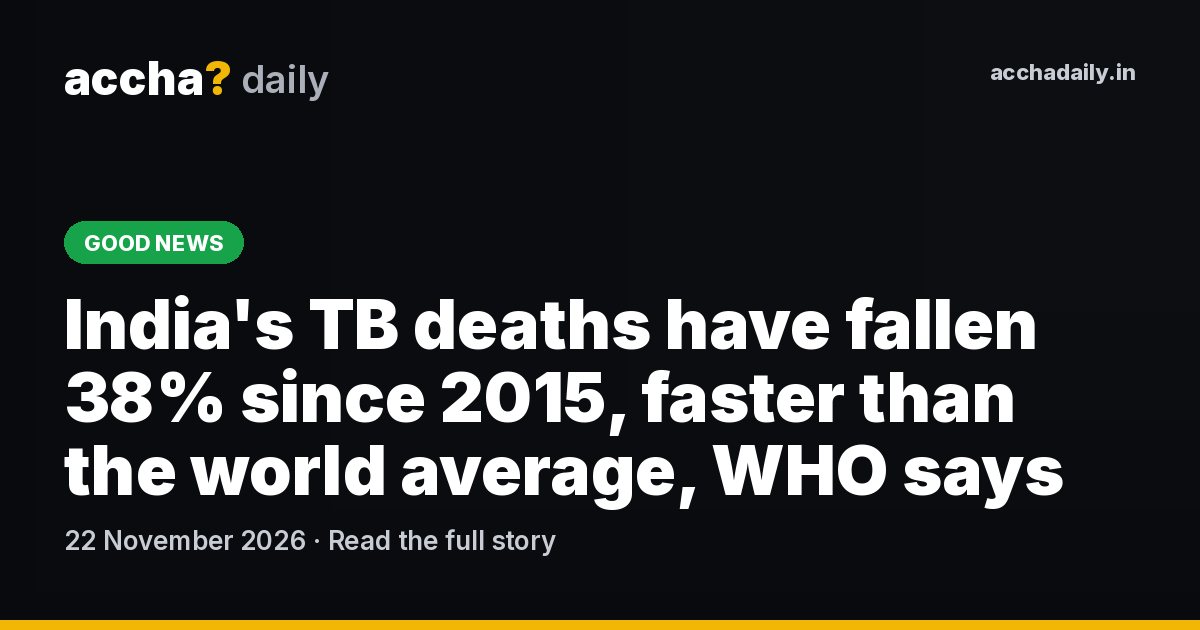 accha? daily
acchadaily.in
GOOD NEWS
India's TB deaths have fallen
38% since 2015, faster than
the world average, WHO says
22 November 2026 · Read the full story